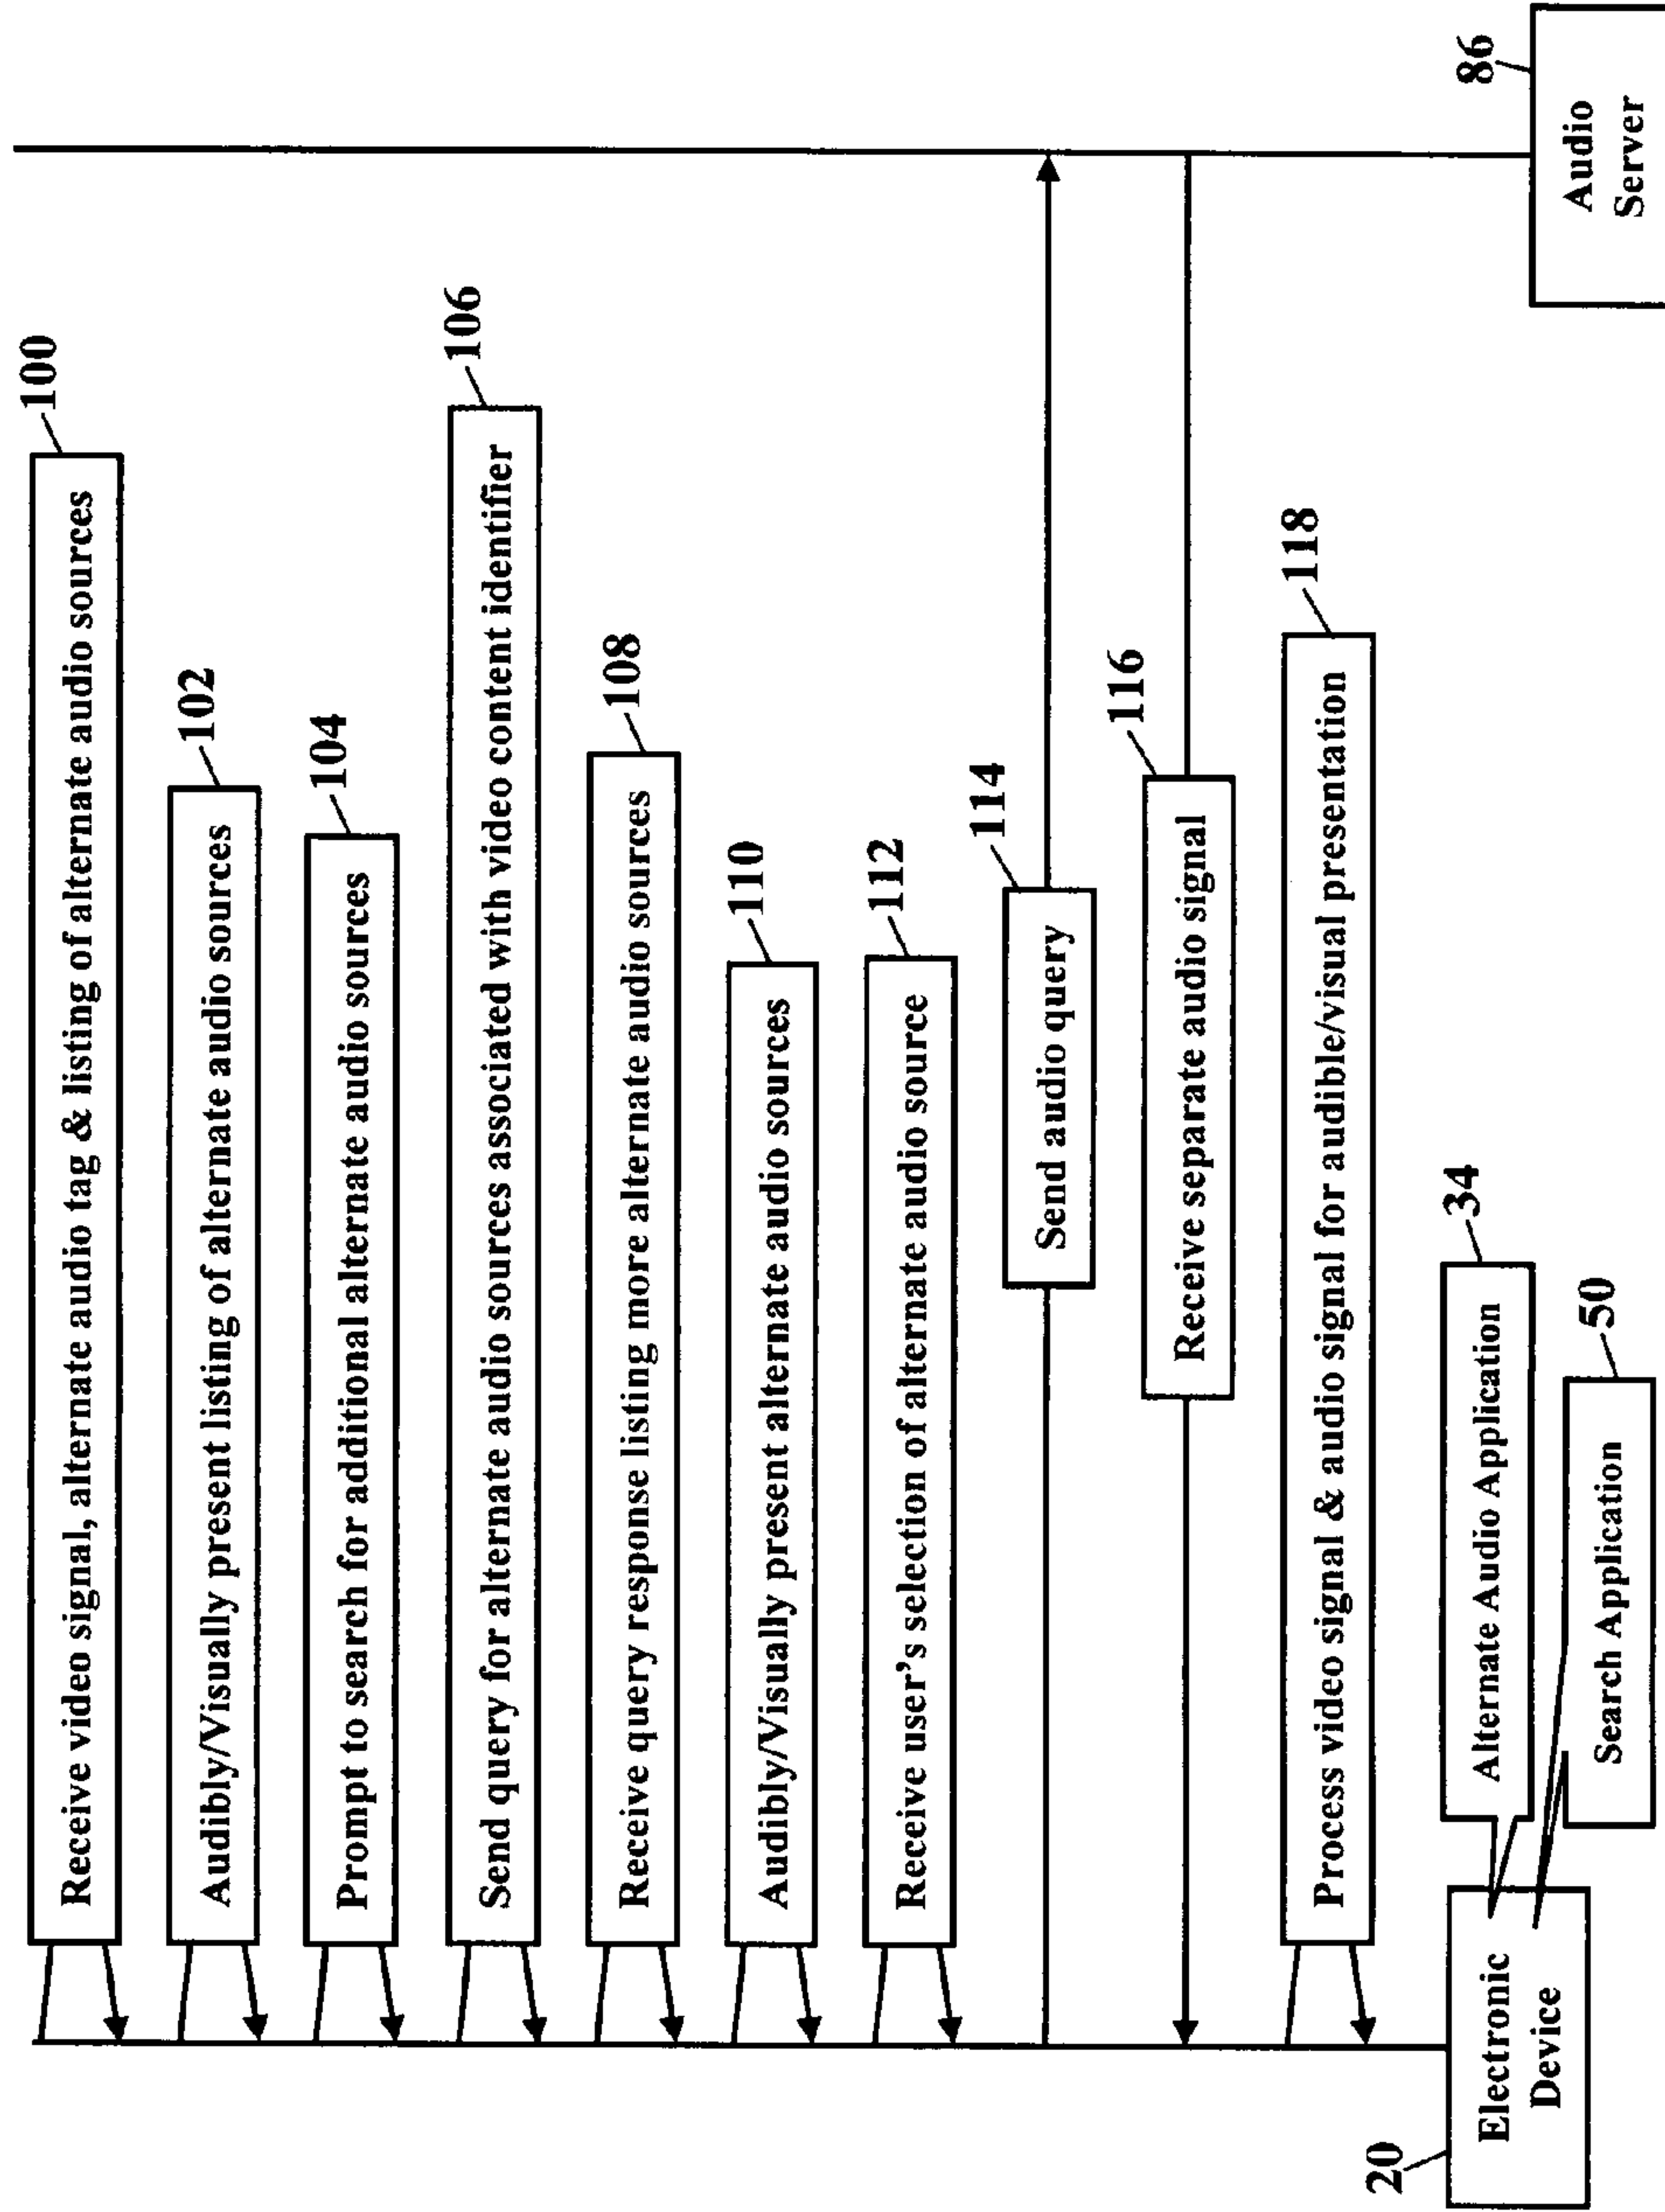 Receive video signal, alternate audio tag & listing of alternate audio sources
100
Audibly/Visually present listing of alternate audio sources
102
Prompt to search for additional alternate audio sources
104
Send query for alternate audio sources associated with video content identifier
106
Receive query response listing more alternate audio sources
108
Audibly/Visually present alternate audio sources
110
Receive user's selection of alternate audio source
112
Send audio query
114
Receive separate audio signal
116
Process video signal & audio signal for audible/visual presentation
118
20
Electronic
Device
Alternate Audio Application
34
Search Application
50
86
Audio
Server